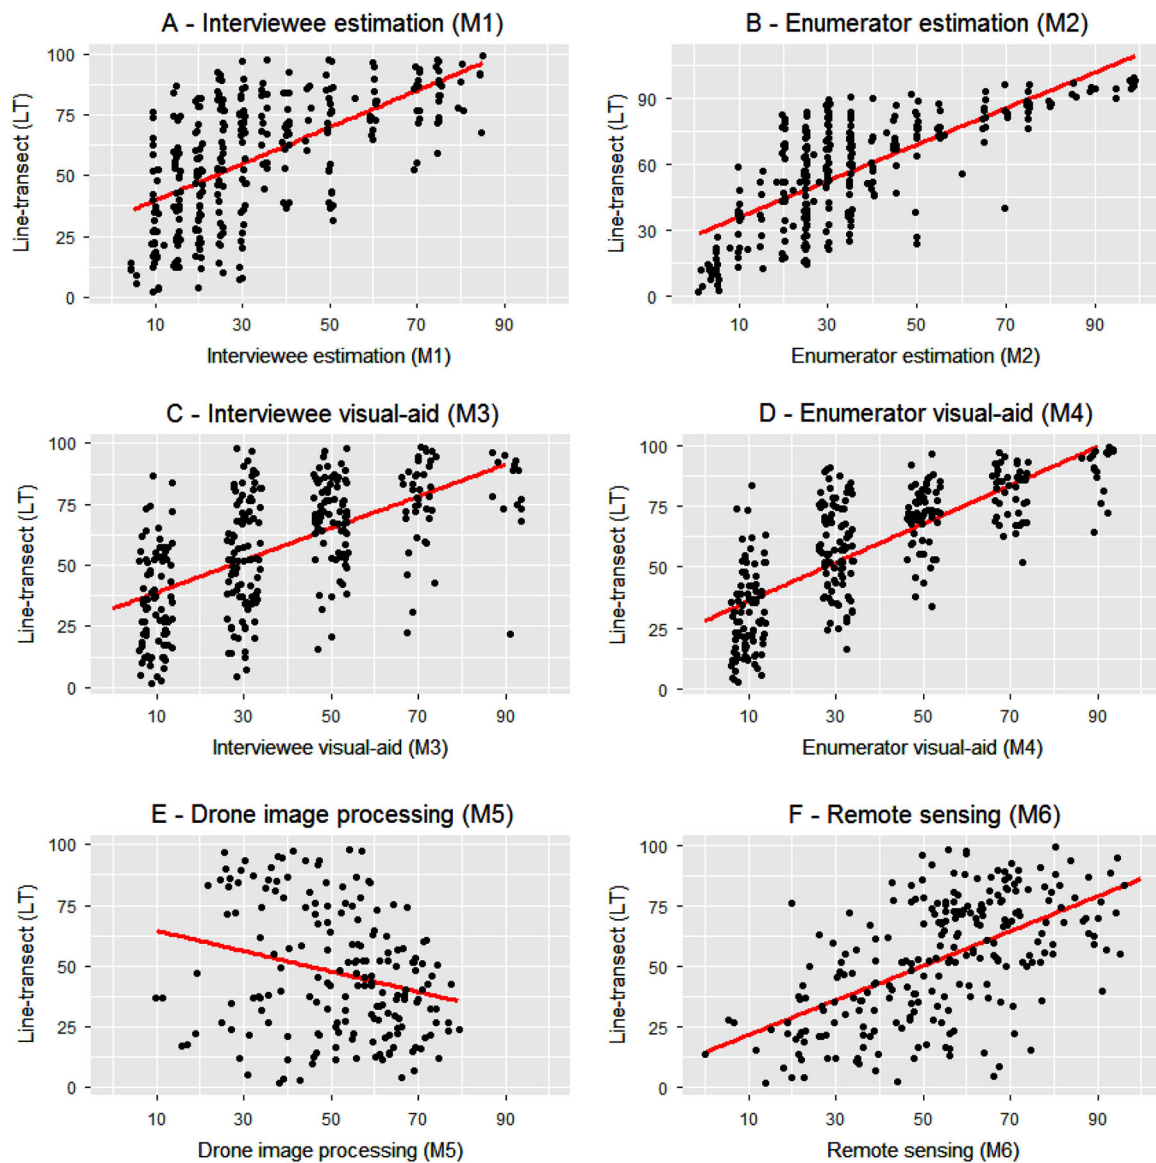 A - Interviewee estimation (M1)
Line-transect (LT)
100
75
50
25
0
10 30 50 70 90
Interviewee estimation (M1)
B - Enumerator estimation (M2)
Line-transect (LT)
90
60
30
0
10 30 50 70 90
Enumerator estimation (M2)
C - Interviewee visual-aid (M3)
Line-transect (LT)
100
75
50
25
0
10 30 50 70 90
Interviewee visual-aid (M3)
D - Enumerator visual-aid (M4)
Line-transect (LT)
100
75
50
25
0
10 30 50 70 90
Enumerator visual-aid (M4)
E - Drone image processing (M5)
Line-transect (LT)
100
75
50
25
0
10 30 50 70 90
Drone image processing (M5)
F - Remote sensing (M6)
Line-transect (LT)
100
75
50
25
0
10 30 50 70 90
Remote sensing (M6)